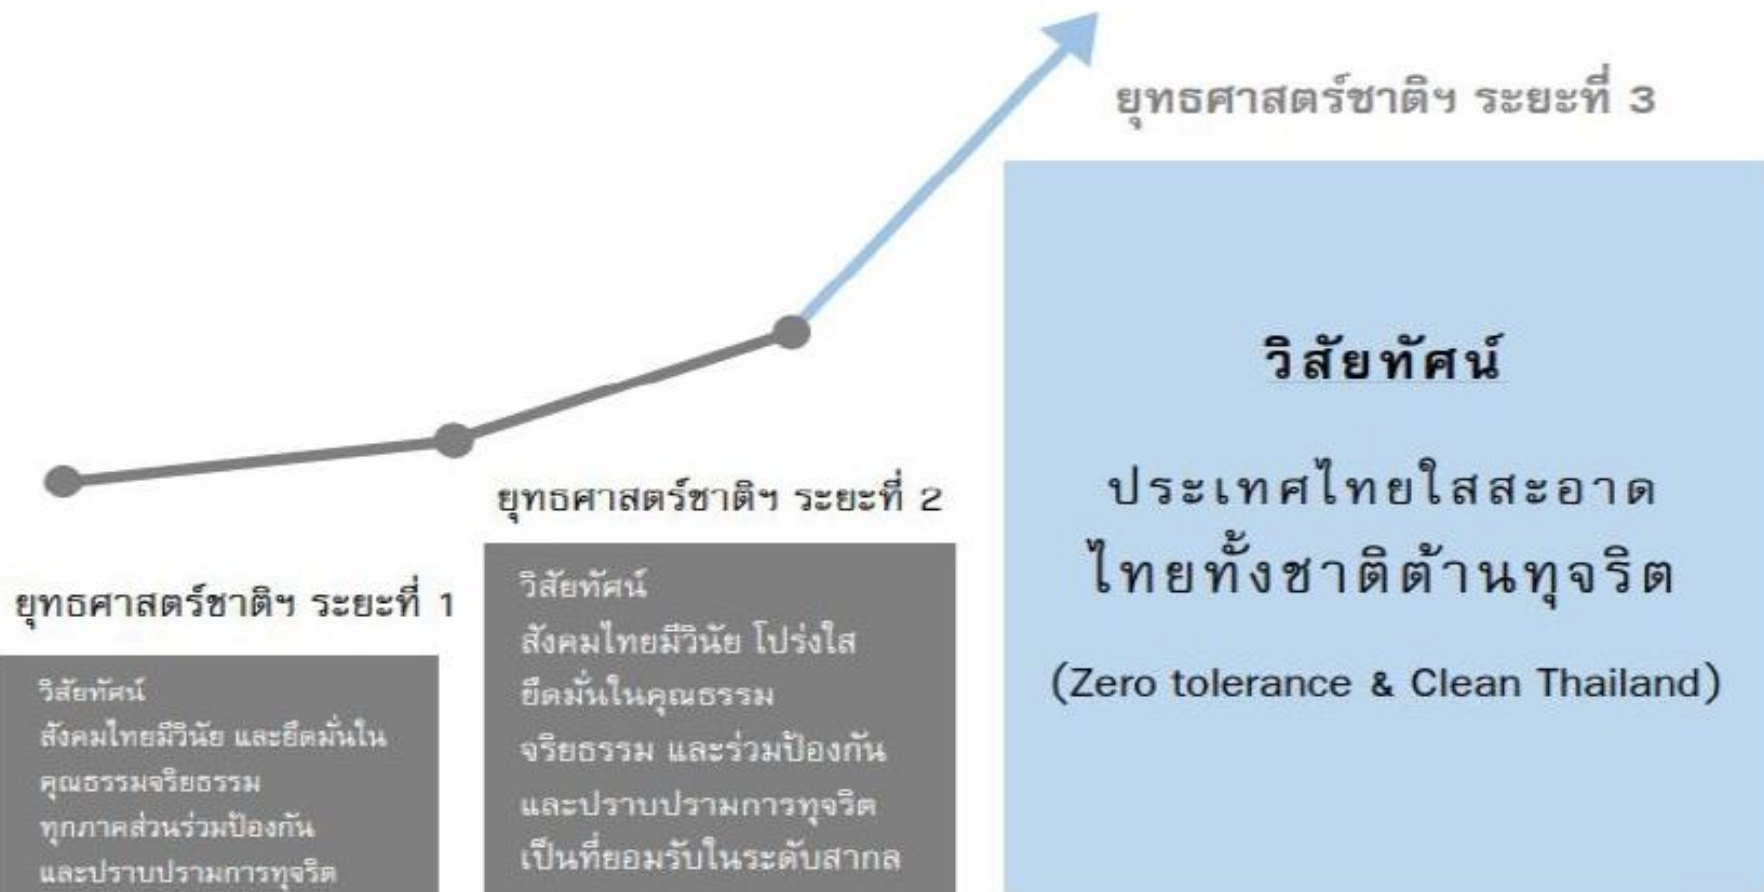 ยุทธศาสตร์ชาติฯ ระยะที่ 1
วิสัยทัศน์
สังคมไทยมีวินัย และยึดมั่นใน
คุณธรรมจริยธรรม
ทุกภาคส่วนร่วมป้องกัน
และปราบปรามการทุจริต
ยุทธศาสตร์ชาติฯ ระยะที่ 2
วิสัยทัศน์
สังคมไทยมีวินัย โปร่งใส
ยึดมั่นในคุณธรรม
จริยธรรม และร่วมป้องกัน
และปราบปรามการทุจริต
เป็นที่ยอมรับในระดับสากล
ยุทธศาสตร์ชาติฯ ระยะที่ 3
วิสัยทัศน์
ประเทศไทยใสสะอาด
ไทยทั้งชาติต้านทุจริต
(Zero tolerance & Clean Thailand)